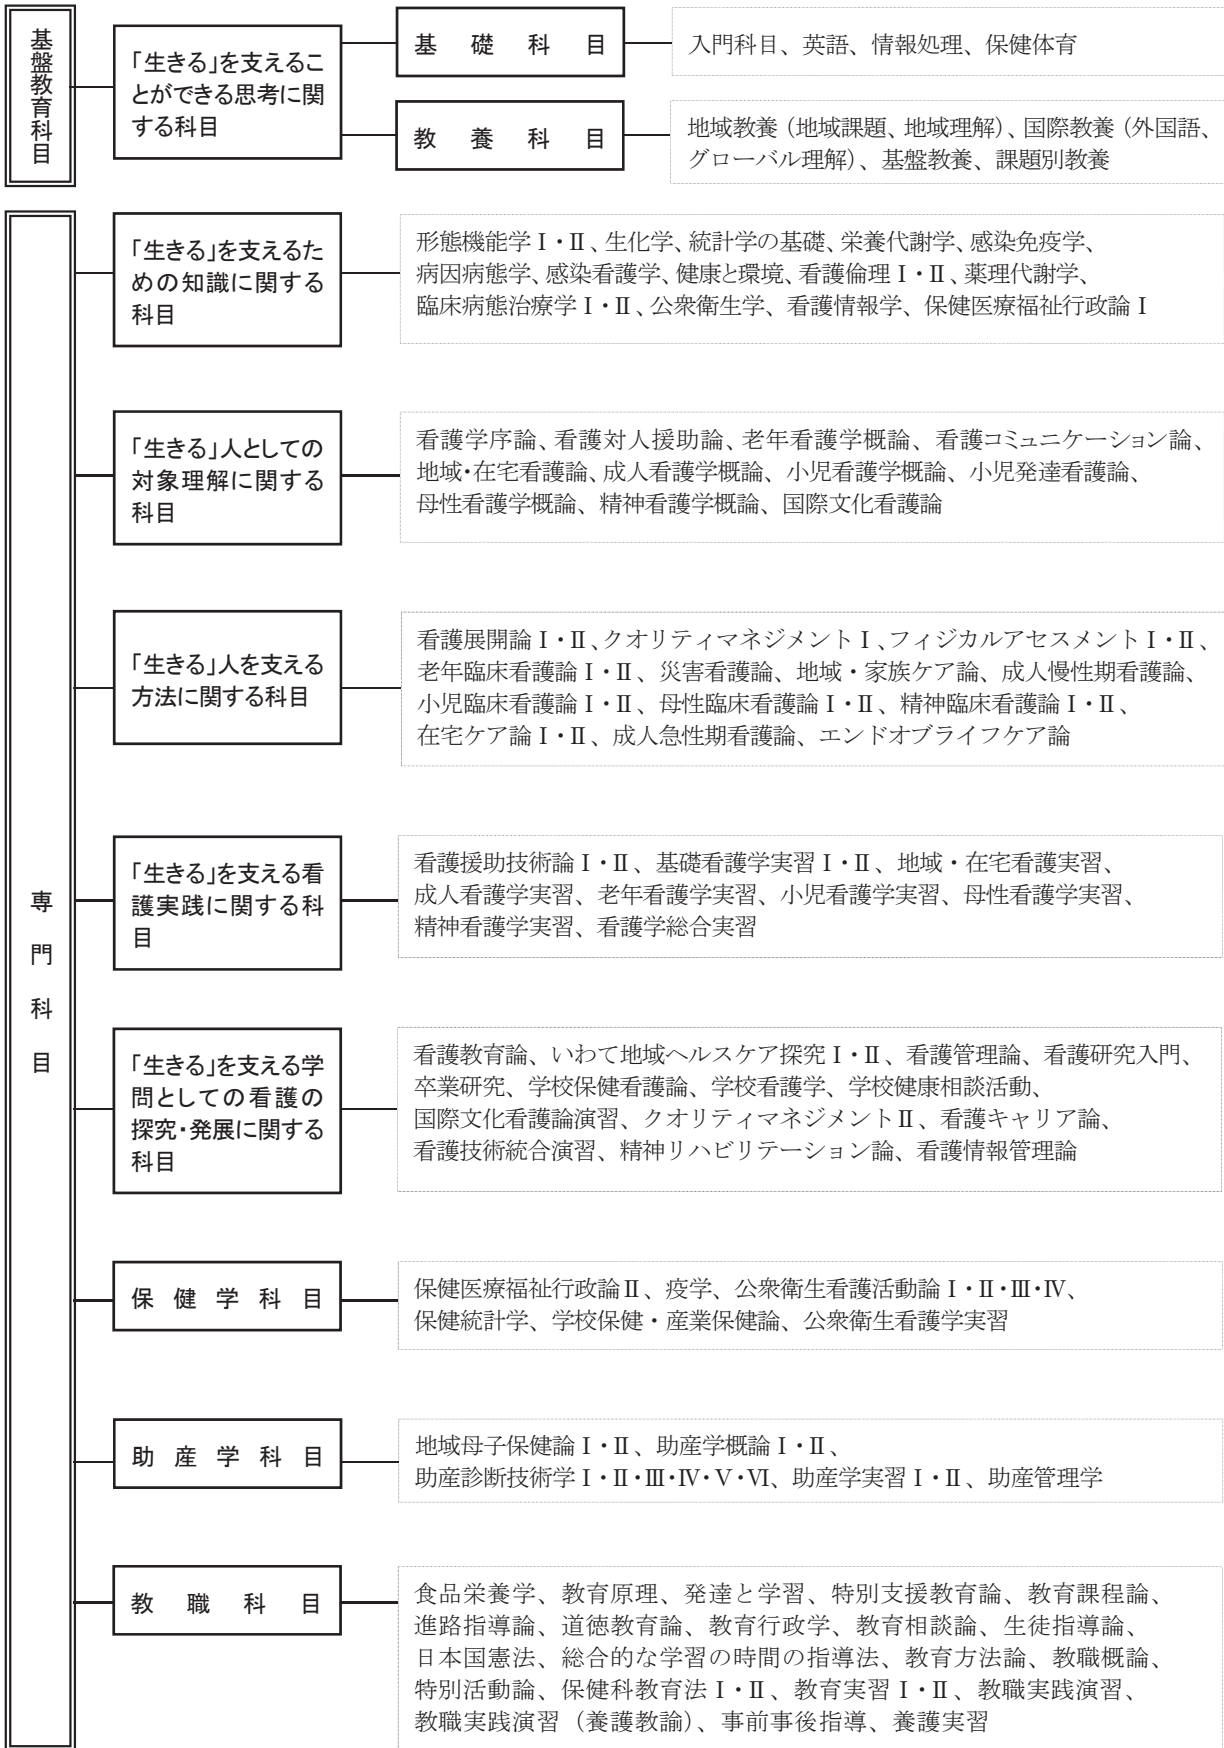 基盤教育科目
「生きる」を支えるこ
とができる思考に関
する科目
基礎科目
入門科目、英語、情報処理、保健体育
教養科目
地域教養（地域課題、地域理解）、国際教養（外国語、
グローバル理解）、基盤教養、課題別教養
専門科目
「生きる」を支えるた
めの知識に関する
科目
形態機能学Ⅰ・Ⅱ、生化学、統計学の基礎、栄養代謝学、感染免疫学、
病因病態学、感染看護学、健康と環境、看護倫理Ⅰ・Ⅱ、薬理代謝学、
臨床病態治療学Ⅰ・Ⅱ、公衆衛生学、看護情報学、保健医療福祉行政論Ⅰ
「生きる」人としての
対象理解に関する
科目
看護学序論、看護対人援助論、老年看護学概論、看護コミュニケーション論、
地域・在宅看護論、成人看護学概論、小児看護学概論、小児発達看護論、
母性看護学概論、精神看護学概論、国際文化看護論
「生きる」人を支える
方法に関する科目
看護展開論Ⅰ・Ⅱ、クオリティマネジメントⅠ、フィジカルアセスメントⅠ・Ⅱ、
老年臨床看護論Ⅰ・Ⅱ、災害看護論、地域・家族ケア論、成人慢性期看護論、
小児臨床看護論Ⅰ・Ⅱ、母性臨床看護論Ⅰ・Ⅱ、精神臨床看護論Ⅰ・Ⅱ、
在宅ケア論Ⅰ・Ⅱ、成人急性期看護論、エンドオブライフケア論
「生きる」を支える看
護実践に関する科
目
看護援助技術論Ⅰ・Ⅱ、基礎看護学実習Ⅰ・Ⅱ、地域・在宅看護実習、
成人看護学実習、老年看護学実習、小児看護学実習、母性看護学実習、
精神看護学実習、看護学総合実習
「生きる」を支える学
問としての看護の
探究・発展に関する
科目
看護教育論、いわて地域ヘルスケア探究Ⅰ・Ⅱ、看護管理論、看護研究入門、
卒業研究、学校保健看護論、学校看護学、学校健康相談活動、
国際文化看護論演習、クオリティマネジメントⅡ、看護キャリア論、
看護技術統合演習、精神リハビリテーション論、看護情報管理論
保健学科目
保健医療福祉行政論Ⅱ、疫学、公衆衛生看護活動論Ⅰ・Ⅱ・Ⅲ・Ⅳ、
保健統計学、学校保健・産業保健論、公衆衛生看護学実習
助産学科目
地域母子保健論Ⅰ・Ⅱ、助産学概論Ⅰ・Ⅱ、
助産診断技術学Ⅰ・Ⅱ・Ⅲ・Ⅳ・Ⅴ・Ⅵ、助産学実習Ⅰ・Ⅱ、助産管理学
教職科目
食品栄養学、教育原理、発達と学習、特別支援教育論、教育課程論、
進路指導論、道徳教育論、教育行政学、教育相談論、生徒指導論、
日本国憲法、総合的な学習の時間の指導法、教育方法論、教職概論、
特別活動論、保健科教育法Ⅰ・Ⅱ、教育実習Ⅰ・Ⅱ、教職実践演習、
教職実践演習（養護教諭）、事前事後指導、養護実習